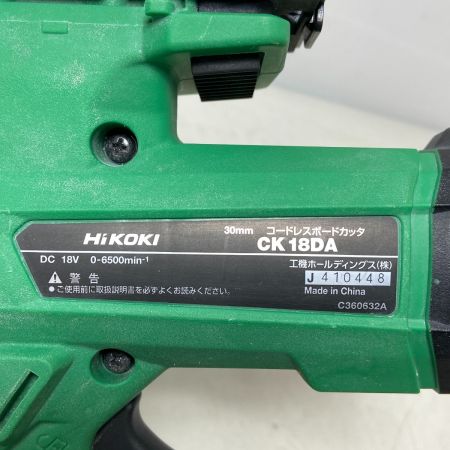 HiKOKI
30mm コードレスボードカッタ
CK 18DA
DC 18V 0-6500min⁻¹
工機ホールディングス(株)
警告
J 410448
●ご使用前に取扱説明書を必ずよくお読みください。
Made in China
C360632A